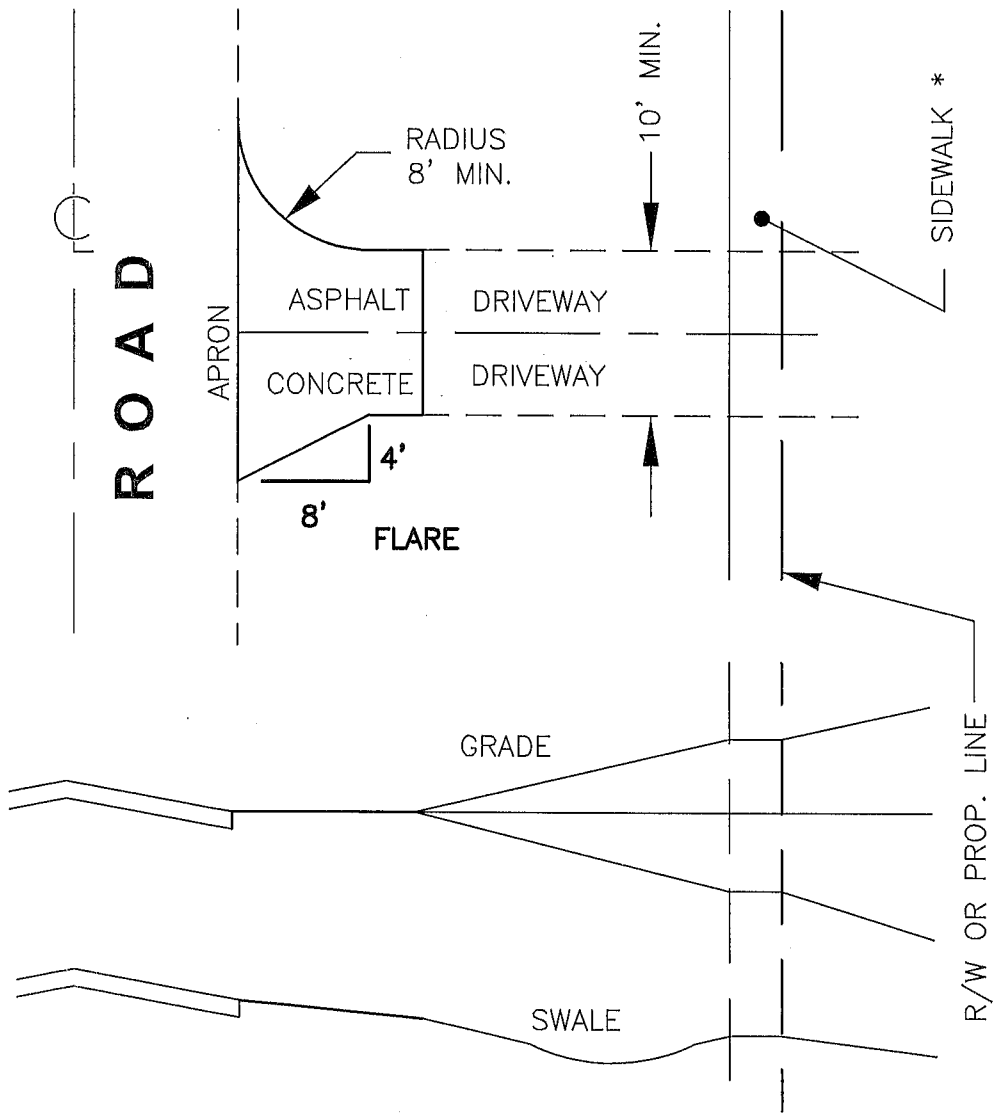 ℄
ROAD
RADIUS
8' MIN.
10' MIN.
SIDEWALK *
APRON
ASPHALT
DRIVEWAY
CONCRETE
DRIVEWAY
4'
8'
FLARE
GRADE
R/W OR PROP. LINE
SWALE